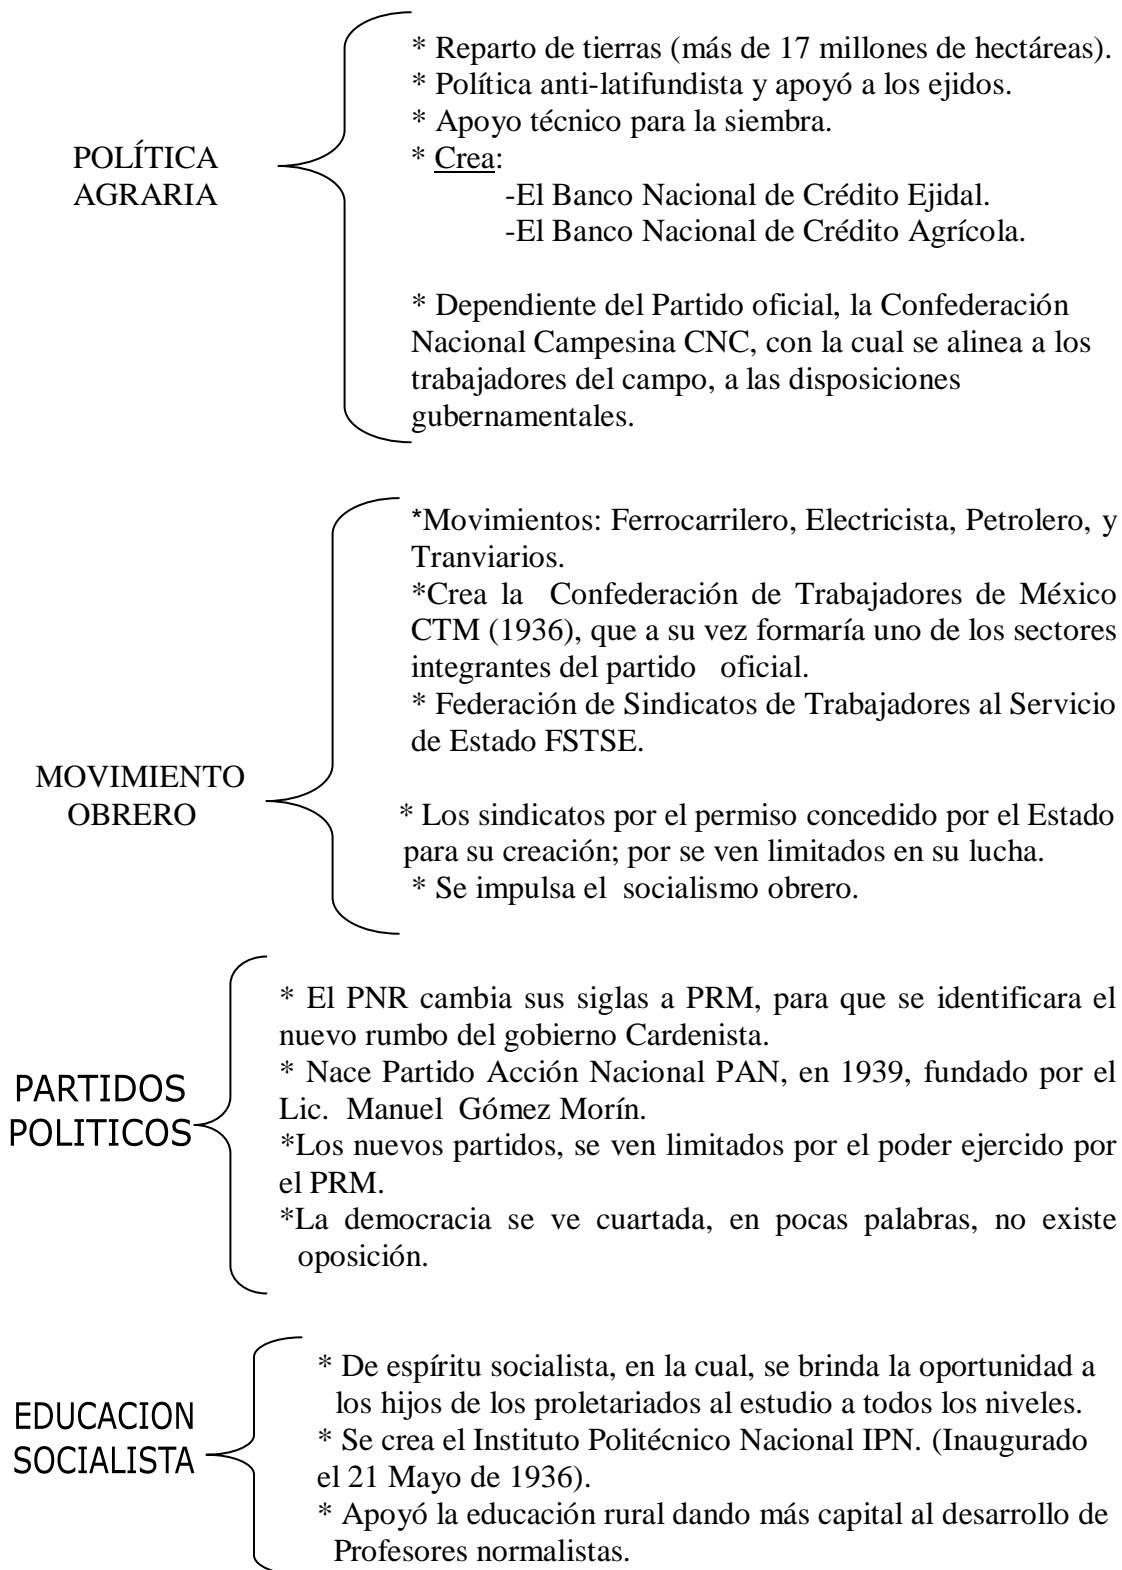 POLÍTICA
AGRARIA
* Reparto de tierras (más de 17 millones de hectáreas).
* Política anti-latifundista y apoyó a los ejidos.
* Apoyo técnico para la siembra.
* Crea:
-El Banco Nacional de Crédito Ejidal.
-El Banco Nacional de Crédito Agrícola.
* Dependiente del Partido oficial, la Confederación
Nacional Campesina CNC, con la cual se alinea a los
trabajadores del campo, a las disposiciones
gubernamentales.
MOVIMIENTO
OBRERO
*Movimientos: Ferrocarrilero, Electricista, Petrolero, y
Tranviarios.
*Crea la Confederación de Trabajadores de México
CTM (1936), que a su vez formaría uno de los sectores
integrantes del partido oficial.
* Federación de Sindicatos de Trabajadores al Servicio
de Estado FSTSE.
* Los sindicatos por el permiso concedido por el Estado
para su creación; por se ven limitados en su lucha.
* Se impulsa el socialismo obrero.
PARTIDOS
POLITICOS
* El PNR cambia sus siglas a PRM, para que se identificara el
nuevo rumbo del gobierno Cardenista.
* Nace Partido Acción Nacional PAN, en 1939, fundado por el
Lic. Manuel Gómez Morín.
*Los nuevos partidos, se ven limitados por el poder ejercido por
el PRM.
*La democracia se ve cuartada, en pocas palabras, no existe
oposición.
EDUCACION
SOCIALISTA
* De espíritu socialista, en la cual, se brinda la oportunidad a
los hijos de los proletariados al estudio a todos los niveles.
* Se crea el Instituto Politécnico Nacional IPN. (Inaugurado
el 21 Mayo de 1936).
* Apoyó la educación rural dando más capital al desarrollo de
Profesores normalistas.